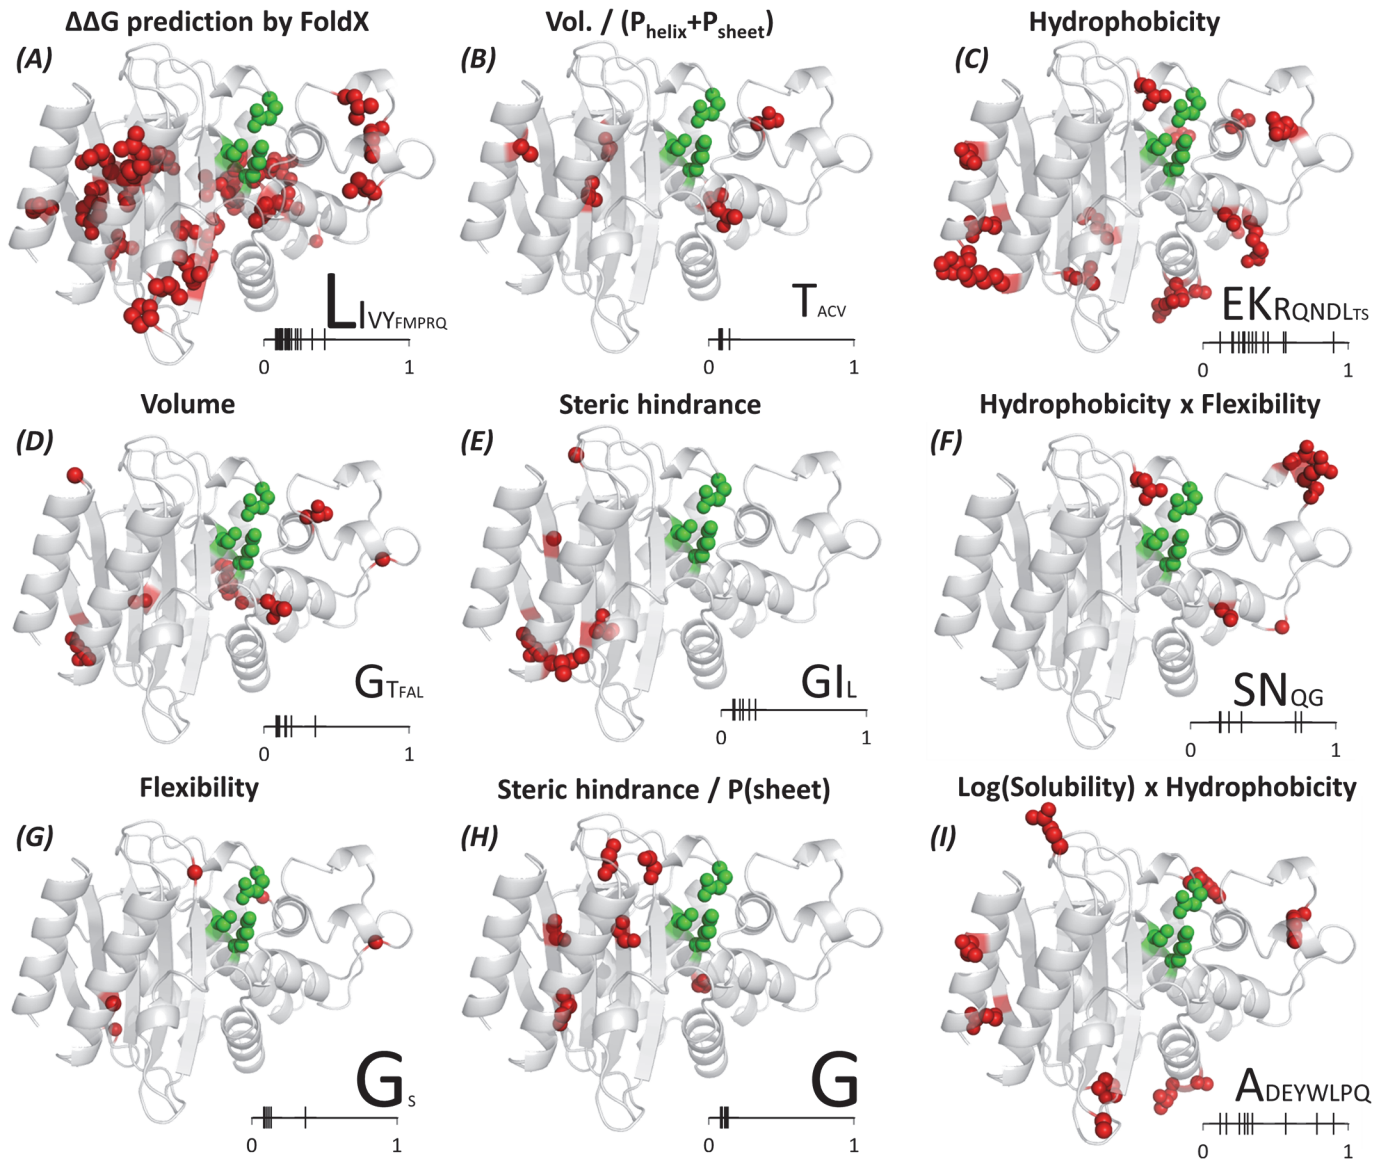 ΔΔG prediction by FoldX
Vol. / (Phelix+Psheet)
Hydrophobicity
(A)
(B)
(C)
LIVYFMPRQ
TACV
EKRQNDLTS
0 1
0 1
0 1
Volume
Steric hindrance
Hydrophobicity x Flexibility
(D)
(E)
(F)
GTFAL
GIL
SNQG
0 1
0 1
0 1
Flexibility
Steric hindrance / P(sheet)
Log(Solubility) x Hydrophobicity
(G)
(H)
(I)
GS
G
ADEYWLPQ
0 1
0 1
0 1